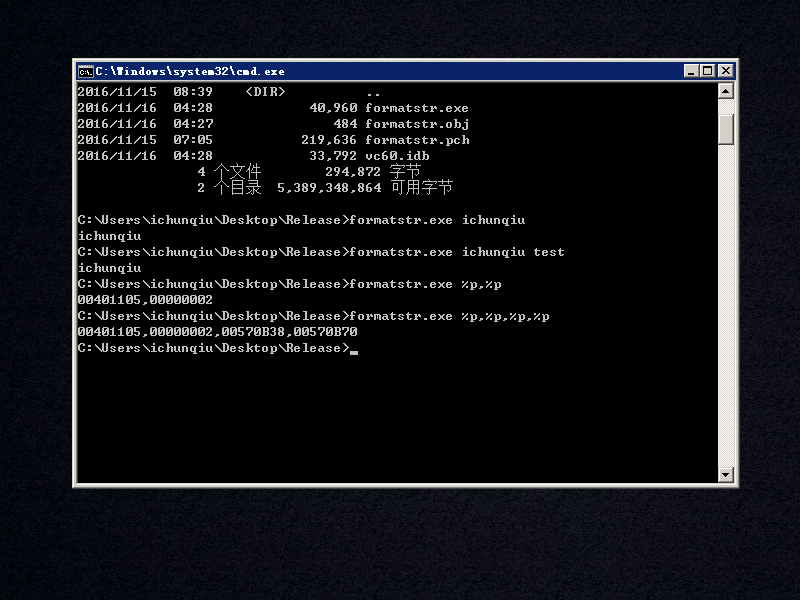 C:\Windows\system32\cmd.exe
2016/11/15  08:39    <DIR>          ..
2016/11/16  04:28            40,960 formatstr.exe
2016/11/16  04:27               484 formatstr.obj
2016/11/15  07:05           219,636 formatstr.pch
2016/11/16  04:28            33,792 vc60.idb
4 个文件        294,872 字节
2 个目录  5,389,348,864 可用字节
C:\Users\ichunqiu\Desktop\Release>formatstr.exe ichunqiu
ichunqiu
C:\Users\ichunqiu\Desktop\Release>formatstr.exe ichunqiu test
ichunqiu
C:\Users\ichunqiu\Desktop\Release>formatstr.exe %p,%p
00401105,00000002
C:\Users\ichunqiu\Desktop\Release>formatstr.exe %p,%p,%p,%p
00401105,00000002,00570B38,00570B70
C:\Users\ichunqiu\Desktop\Release>